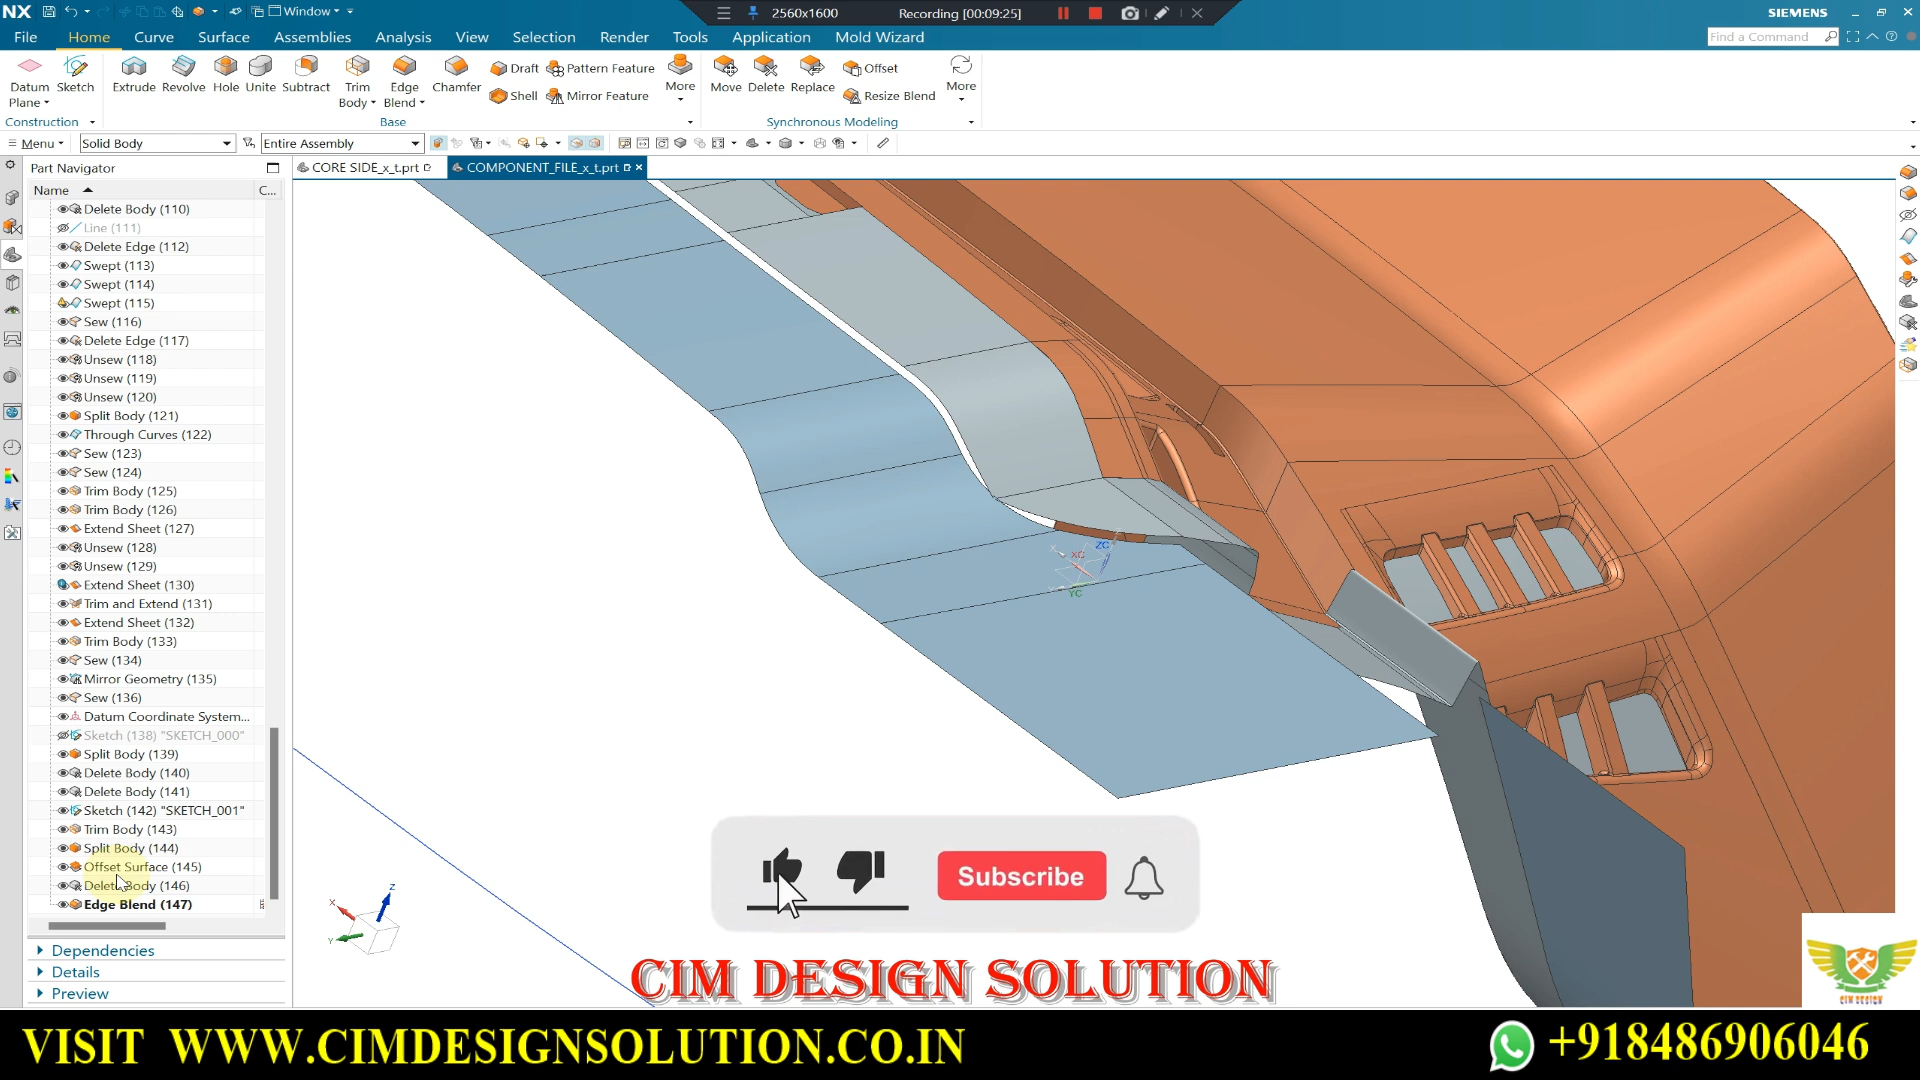 NX
Window
2560x1600
Recording [00:09:25]
SIEMENS
File Home Curve Surface Assemblies Analysis View Selection Render Tools Application Mold Wizard
Find a Command
Datum Plane
Sketch
Extrude
Revolve
Hole
Unite
Subtract
Trim Body
Edge Blend
Chamfer
Draft
Shell
Pattern Feature
Mirror Feature
More
Move
Delete
Replace
Offset
Resize Blend
More
Construction
Base
Synchronous Modeling
Menu
Solid Body
Entire Assembly
Part Navigator
CORE SIDE_x_t.prt
COMPONENT_FILE_x_t.prt
Name
C...
Delete Body (110)
Line (111)
Delete Edge (112)
Swept (113)
Swept (114)
Swept (115)
Sew (116)
Delete Edge (117)
Unsew (118)
Unsew (119)
Unsew (120)
Split Body (121)
Through Curves (122)
Sew (123)
Sew (124)
Trim Body (125)
Trim Body (126)
Extend Sheet (127)
Unsew (128)
Unsew (129)
Extend Sheet (130)
Trim and Extend (131)
Extend Sheet (132)
Trim Body (133)
Sew (134)
Mirror Geometry (135)
Sew (136)
Datum Coordinate System...
Sketch (138) "SKETCH_000"
Split Body (139)
Delete Body (140)
Delete Body (141)
Sketch (142) "SKETCH_001"
Trim Body (143)
Split Body (144)
Offset Surface (145)
Delete Body (146)
Edge Blend (147)
Dependencies
Details
Preview
XC
ZC
YC
X
Z
Y
Subscribe
CIM DESIGN SOLUTION
CIM DESIGN
VISIT WWW.CIMDESIGNSOLUTION.CO.IN
+918486906046